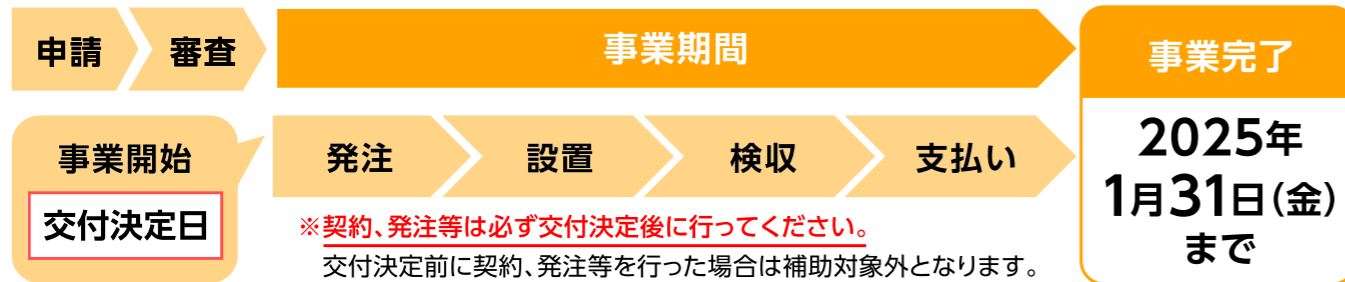 申請
審査
事業期間
事業完了
事業開始
交付決定日
発注
設置
検収
支払い
※契約、発注等は必ず交付決定後に行ってください。
交付決定前に契約、発注等を行った場合は補助対象外となります。
2025年
1月31日(金)
まで